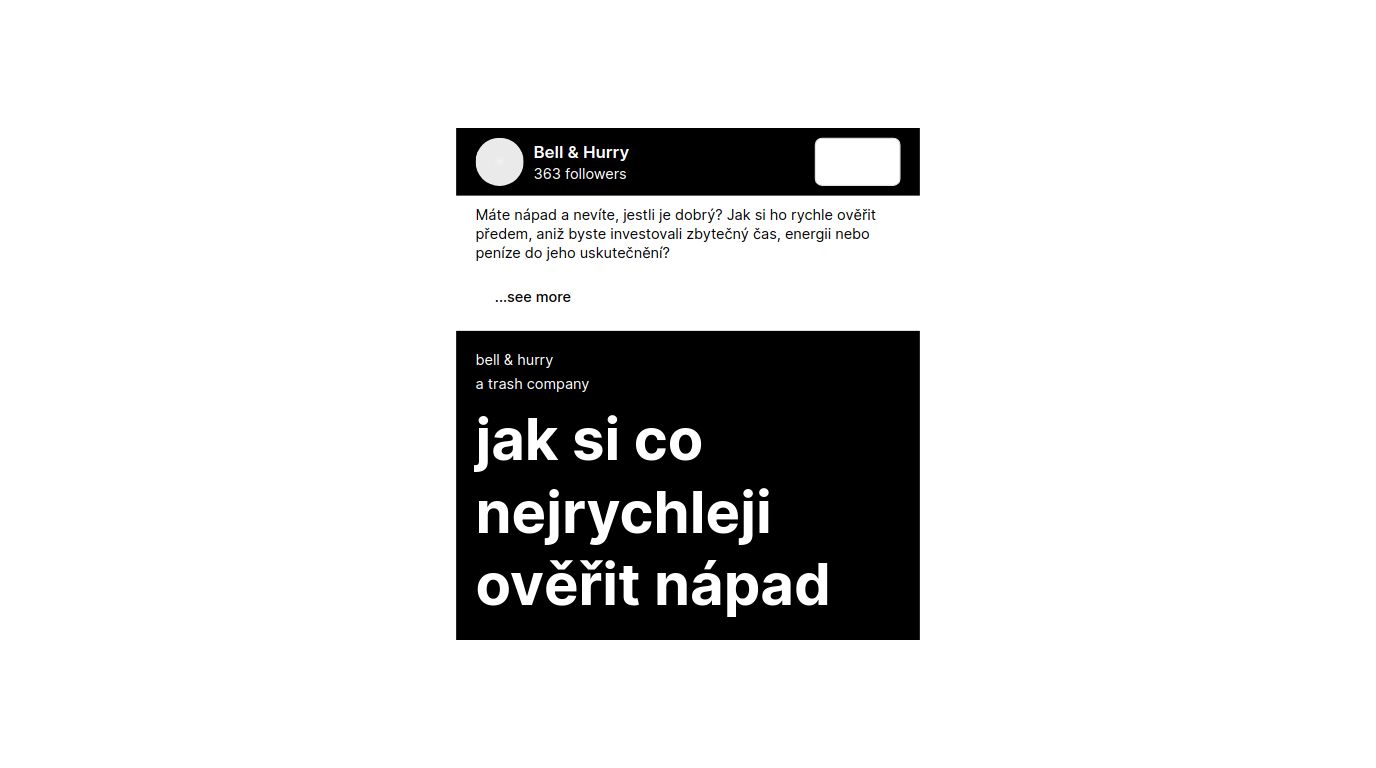 Bell & Hurry
363 followers
Máte nápad a nevíte, jestli je dobrý? Jak si ho rychle ověřit
předem, aniž byste investovali zbytečný čas, energii nebo
peníze do jeho uskutečnění?
...see more
bell & hurry
a trash company
jak si co
nejrychleji
ověřit nápad